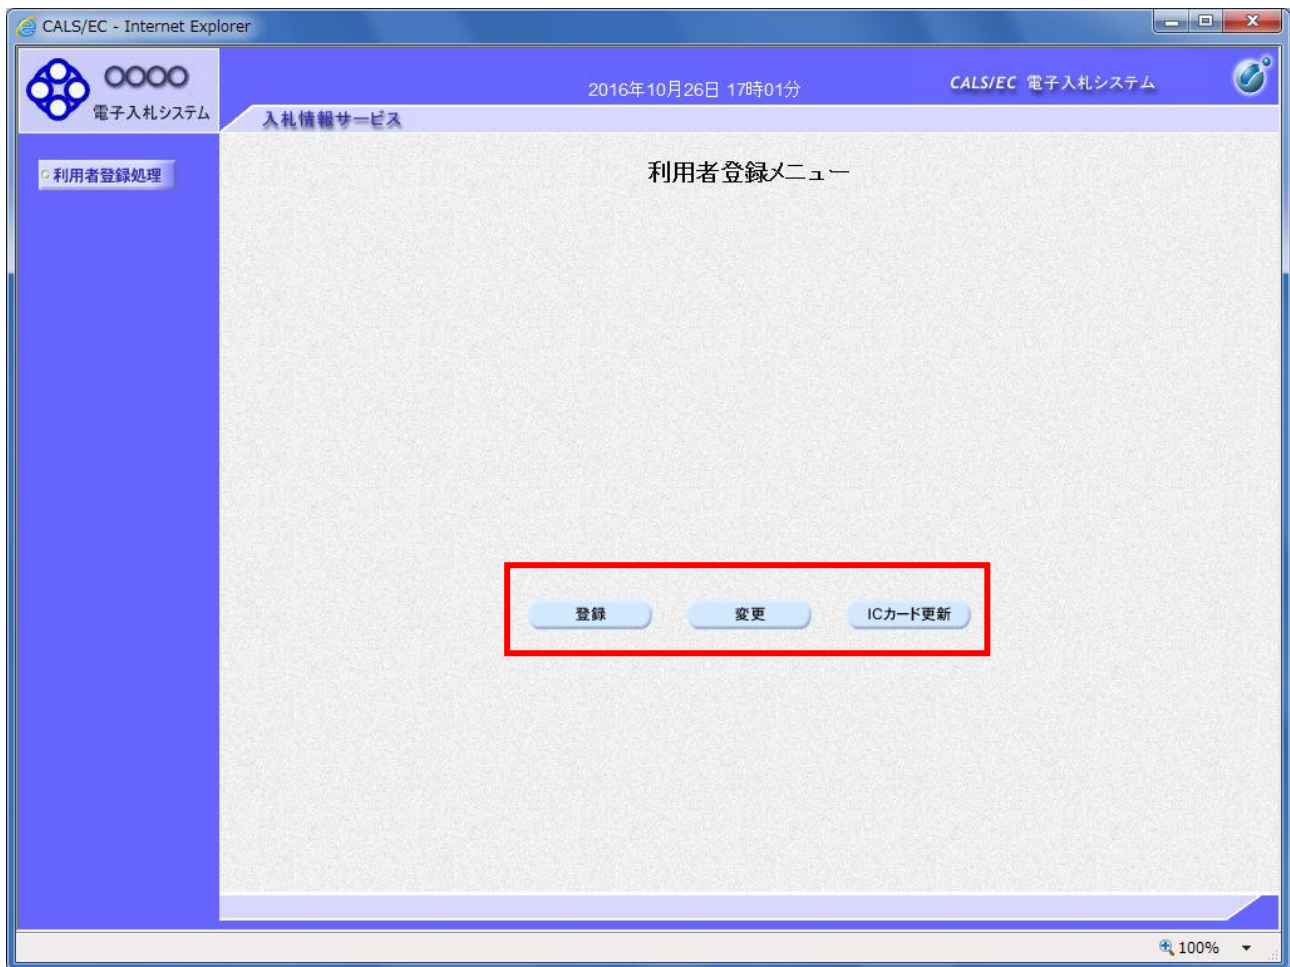 CALS/EC - Internet Explorer
○○○○
電子入札システム
2016年10月26日 17時01分
CALS/EC 電子入札システム
入札情報サービス
利用者登録処理
利用者登録メニュー
登録
変更
ICカード更新
100%